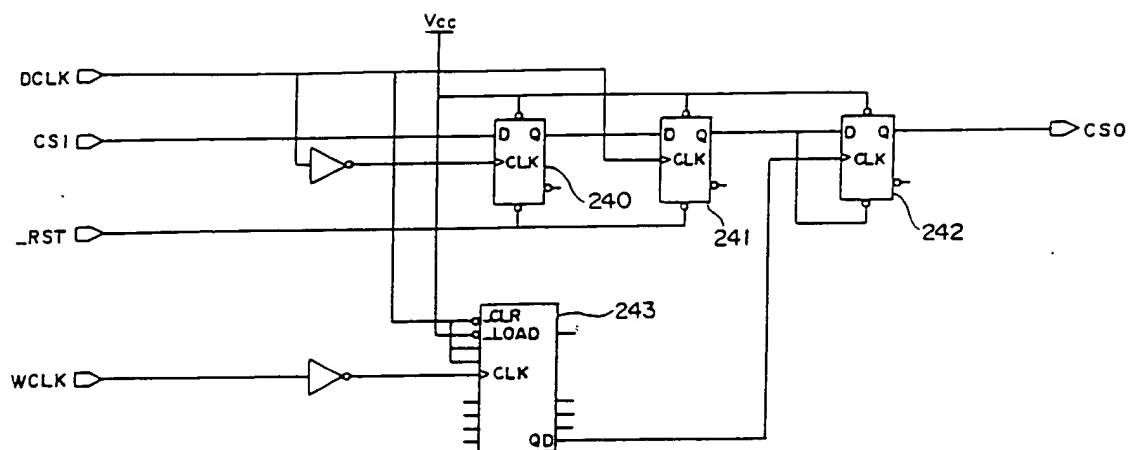 Vcc
DCLK
CSI
D Q
CLK
240
D Q
CLK
241
D Q
CLK
242
CSO
_RST
_CLR
_LOAD
243
WCLK
CLK
QD